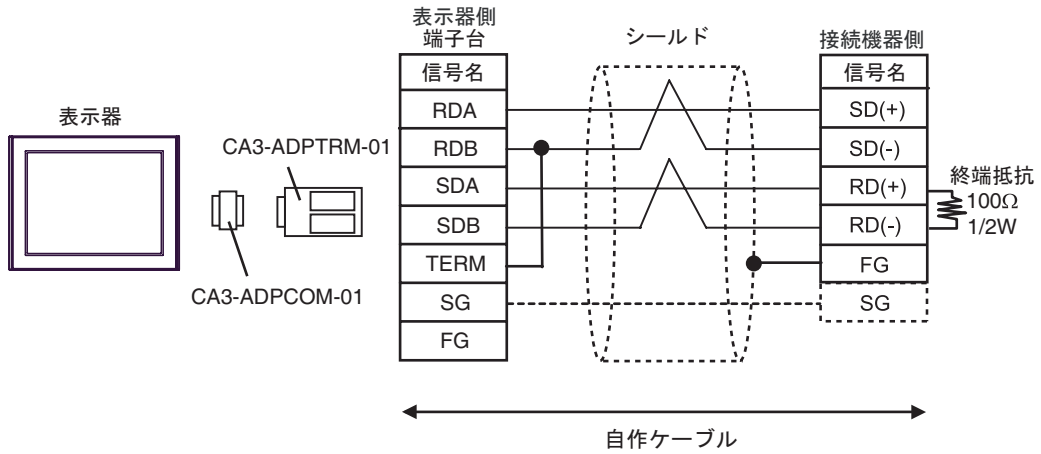 表示器
CA3-ADPTRM-01
CA3-ADPCOM-01
表示器側
端子台
信号名
RDA
RDB
SDA
SDB
TERM
SG
FG
シールド
接続機器側
信号名
SD(+)
SD(-)
RD(+)
RD(-)
FG
SG
終端抵抗
100Ω
1/2W
自作ケーブル